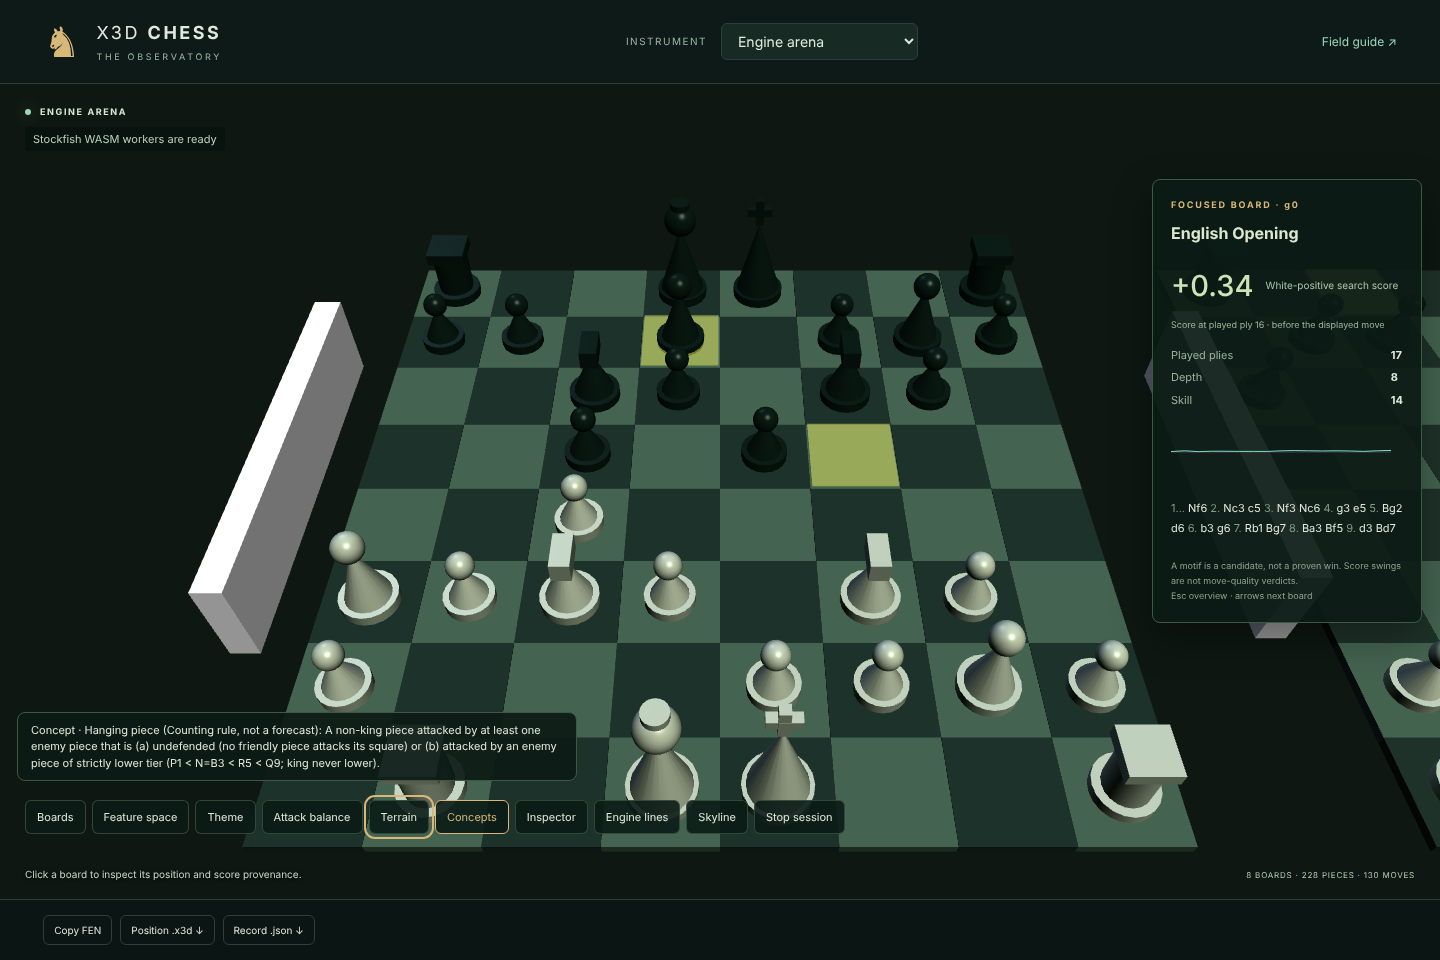 X3D CHESS
THE OBSERVATORY
INSTRUMENT
Engine arena
Field guide ↗
ENGINE ARENA
Stockfish WASM workers are ready
FOCUSED BOARD · g0
English Opening
+0.34 White-positive search score
Score at played ply 16 · before the displayed move
Played plies 17
Depth 8
Skill 14
1... Nf6 2. Nc3 c5 3. Nf3 Nc6 4. g3 e5 5. Bg2
d6 6. b3 g6 7. Rb1 Bg7 8. Ba3 Bf5 9. d3 Bd7
A motif is a candidate, not a proven win. Score swings
are not move-quality verdicts.
Esc overview · arrows next board
Concept · Hanging piece (Counting rule, not a forecast): A non-king piece attacked by at least one
enemy piece that is (a) undefended (no friendly piece attacks its square) or (b) attacked by an enemy
piece of strictly lower tier (P1 < N=B3 < R5 < Q9; king never lower).
Boards Feature space Theme Attack balance Terrain Concepts Inspector Engine lines Skyline Stop session
Click a board to inspect its position and score provenance.
8 BOARDS · 228 PIECES · 130 MOVES
Copy FEN Position .x3d ↓ Record .json ↓